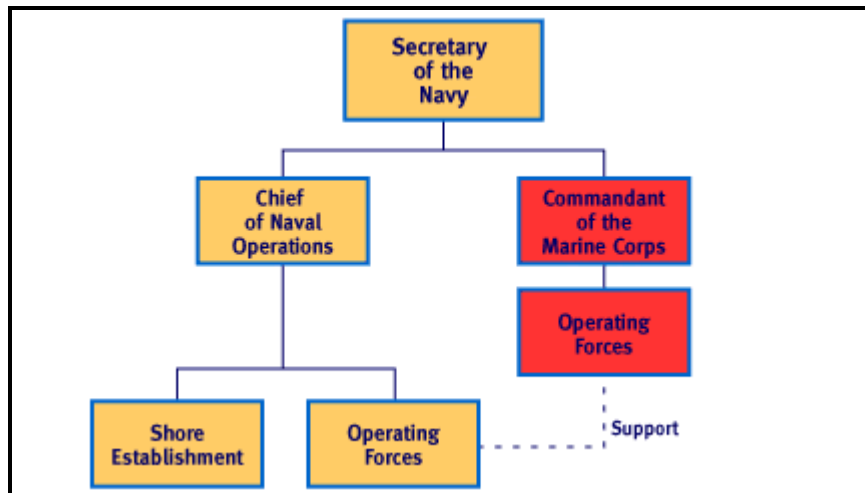 Secretary
of the
Navy
Chief
of Naval
Operations
Commandant
of the
Marine Corps
Operating
Forces
Shore
Establishment
Operating
Forces
Support